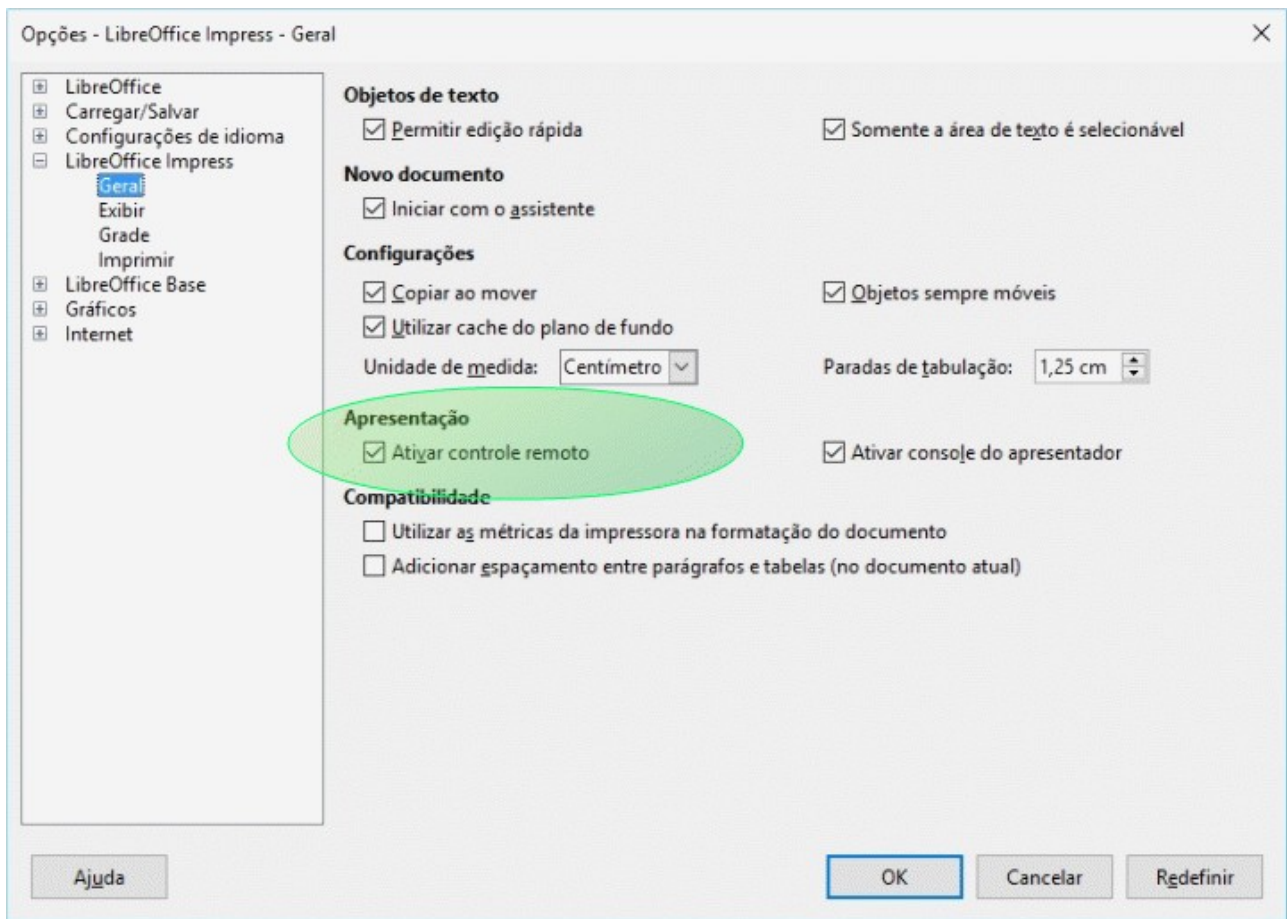 Opções - LibreOffice Impress - Geral
LibreOffice
Carregar/Salvar
Configurações de idioma
LibreOffice Impress
Geral
Exibir
Grade
Imprimir
LibreOffice Base
Gráficos
Internet
Objetos de texto
Permitir edição rápida
Somente a área de texto é selecionável
Novo documento
Iniciar com o assistente
Configurações
Copiar ao mover
Objetos sempre móveis
Utilizar cache do plano de fundo
Unidade de medida: Centímetro
Paradas de tabulação: 1,25 cm
Apresentação
Ativar controle remoto
Ativar console do apresentador
Compatibilidade
Utilizar as métricas da impressora na formatação do documento
Adicionar espaçamento entre parágrafos e tabelas (no documento atual)
Ajuda
OK
Cancelar
Redefinir